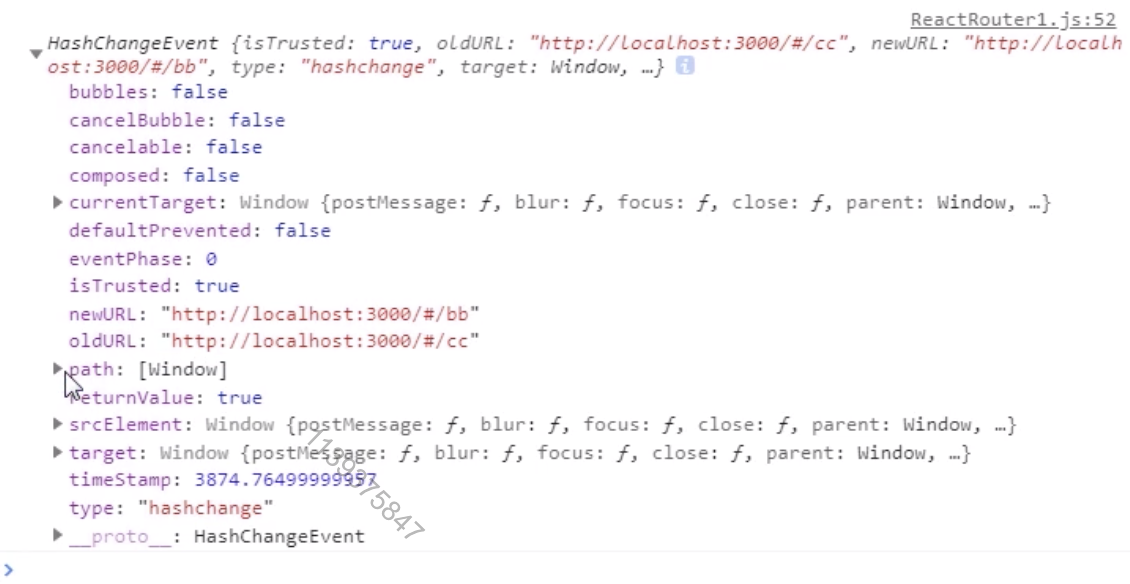 ReactRouter1.js:52
HashChangeEvent {isTrusted: true, oldURL: "http://localhost:3000/#/cc", newURL: "http://localh
ost:3000/#/bb", type: "hashchange", target: Window, …} i
bubbles: false
cancelBubble: false
cancelable: false
composed: false
currentTarget: Window {postMessage: ƒ, blur: ƒ, focus: ƒ, close: ƒ, parent: Window, …}
defaultPrevented: false
eventPhase: 0
isTrusted: true
newURL: "http://localhost:3000/#/bb"
oldURL: "http://localhost:3000/#/cc"
path: [Window]
returnValue: true
srcElement: Window {postMessage: ƒ, blur: ƒ, focus: ƒ, close: ƒ, parent: Window, …}
target: Window {postMessage: ƒ, blur: ƒ, focus: ƒ, close: ƒ, parent: Window, …}
timeStamp: 3874.76499999957
type: "hashchange"
__proto__: HashChangeEvent